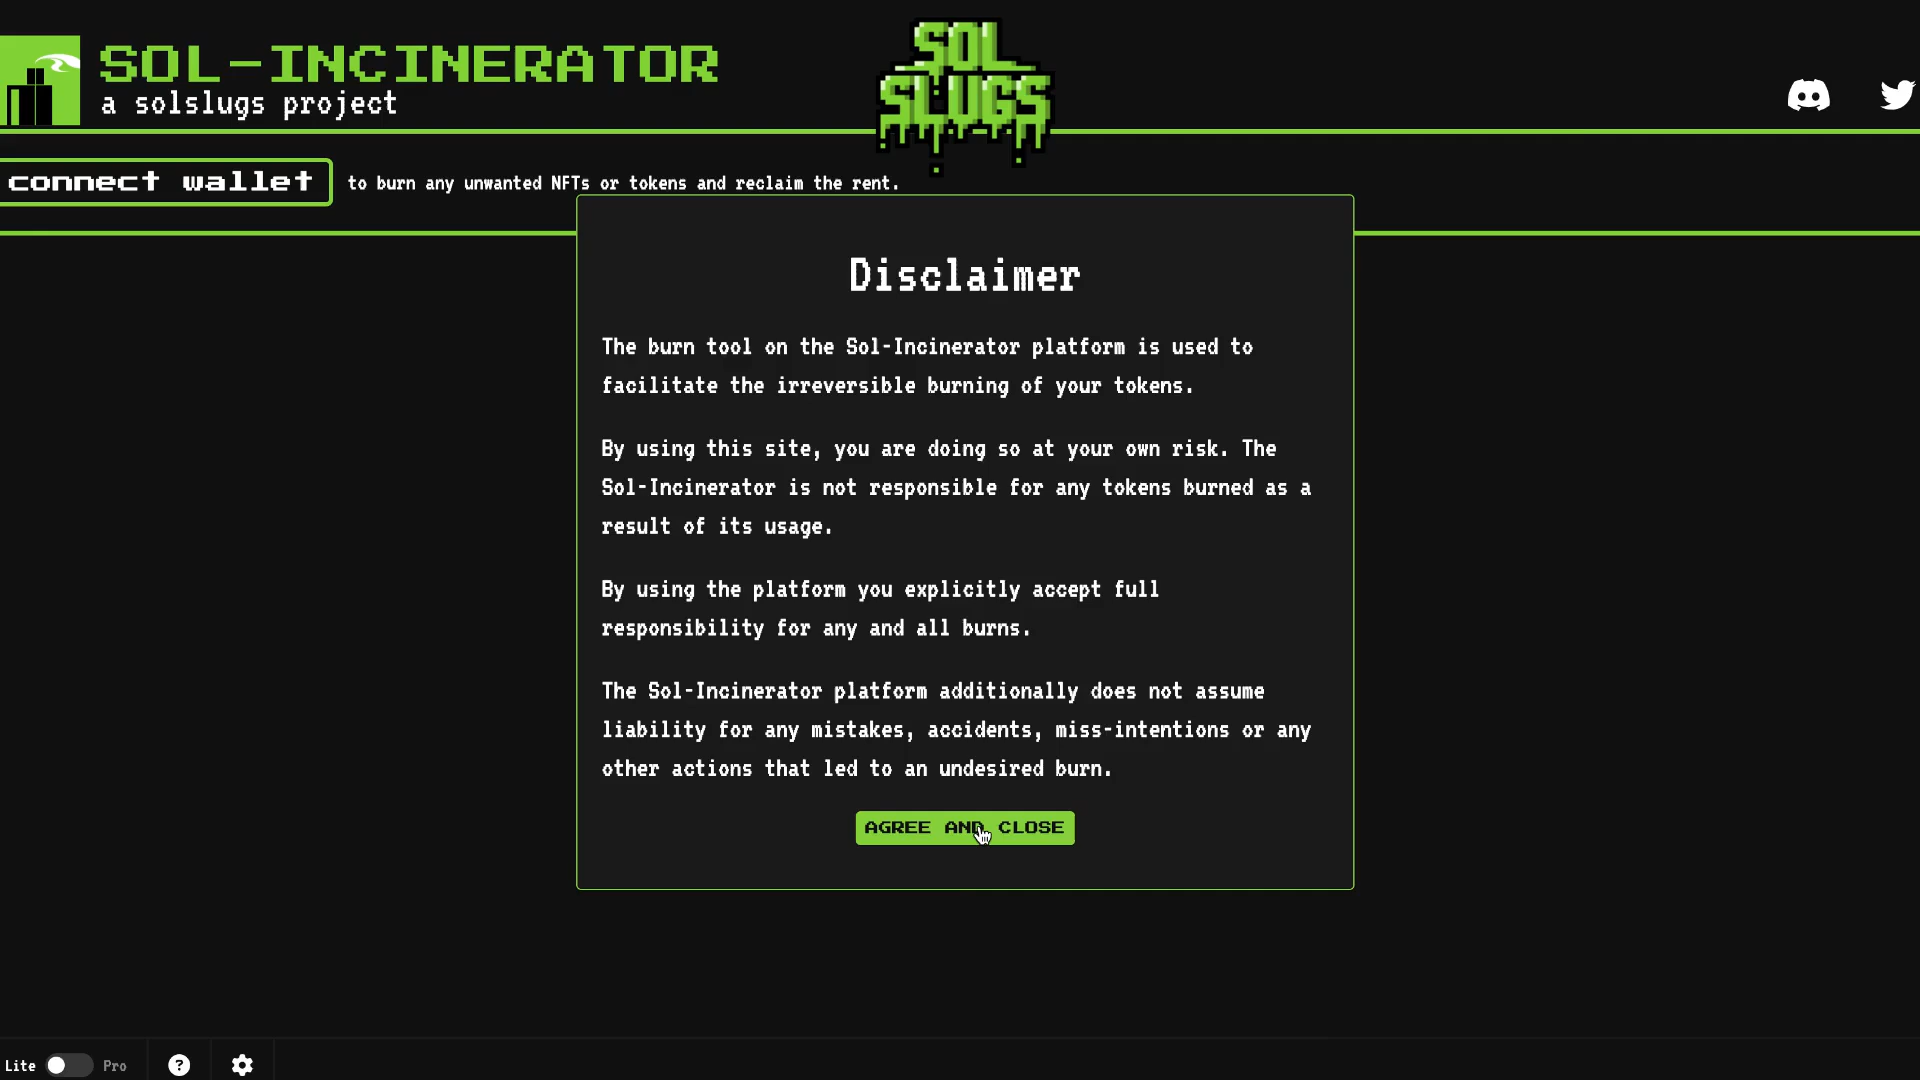 SOL-INCINERATOR
a solslugs project
SOL
SLUGS
connect wallet to burn any unwanted NFTs or tokens and reclaim the rent.
Disclaimer
The burn tool on the Sol-Incinerator platform is used to
facilitate the irreversible burning of your tokens.
By using this site, you are doing so at your own risk. The
Sol-Incinerator is not responsible for any tokens burned as a
result of its usage.
By using the platform you explicitly accept full
responsibility for any and all burns.
The Sol-Incinerator platform additionally does not assume
liability for any mistakes, accidents, miss-intentions or any
other actions that led to an undesired burn.
AGREE AND CLOSE
Lite Pro ?